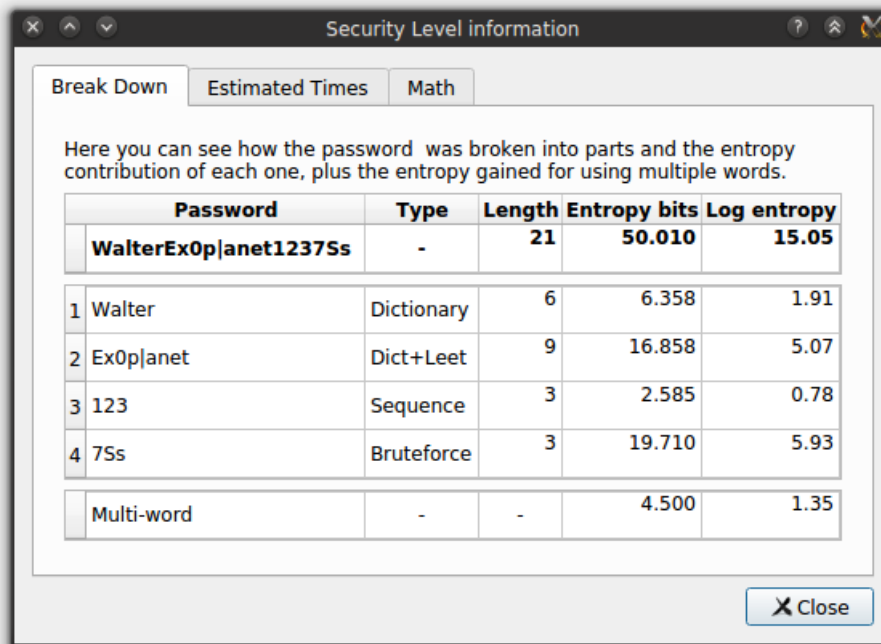 Security Level information
Break Down Estimated Times Math
Here you can see how the password  was broken into parts and the entropy
contribution of each one, plus the entropy gained for using multiple words.
Password Type Length Entropy bits Log entropy
WalterEx0p|anet1237Ss - 21 50.010 15.05
1 Walter Dictionary 6 6.358 1.91
2 Ex0p|anet Dict+Leet 9 16.858 5.07
3 123 Sequence 3 2.585 0.78
4 7Ss Bruteforce 3 19.710 5.93
Multi-word - - 4.500 1.35
Close